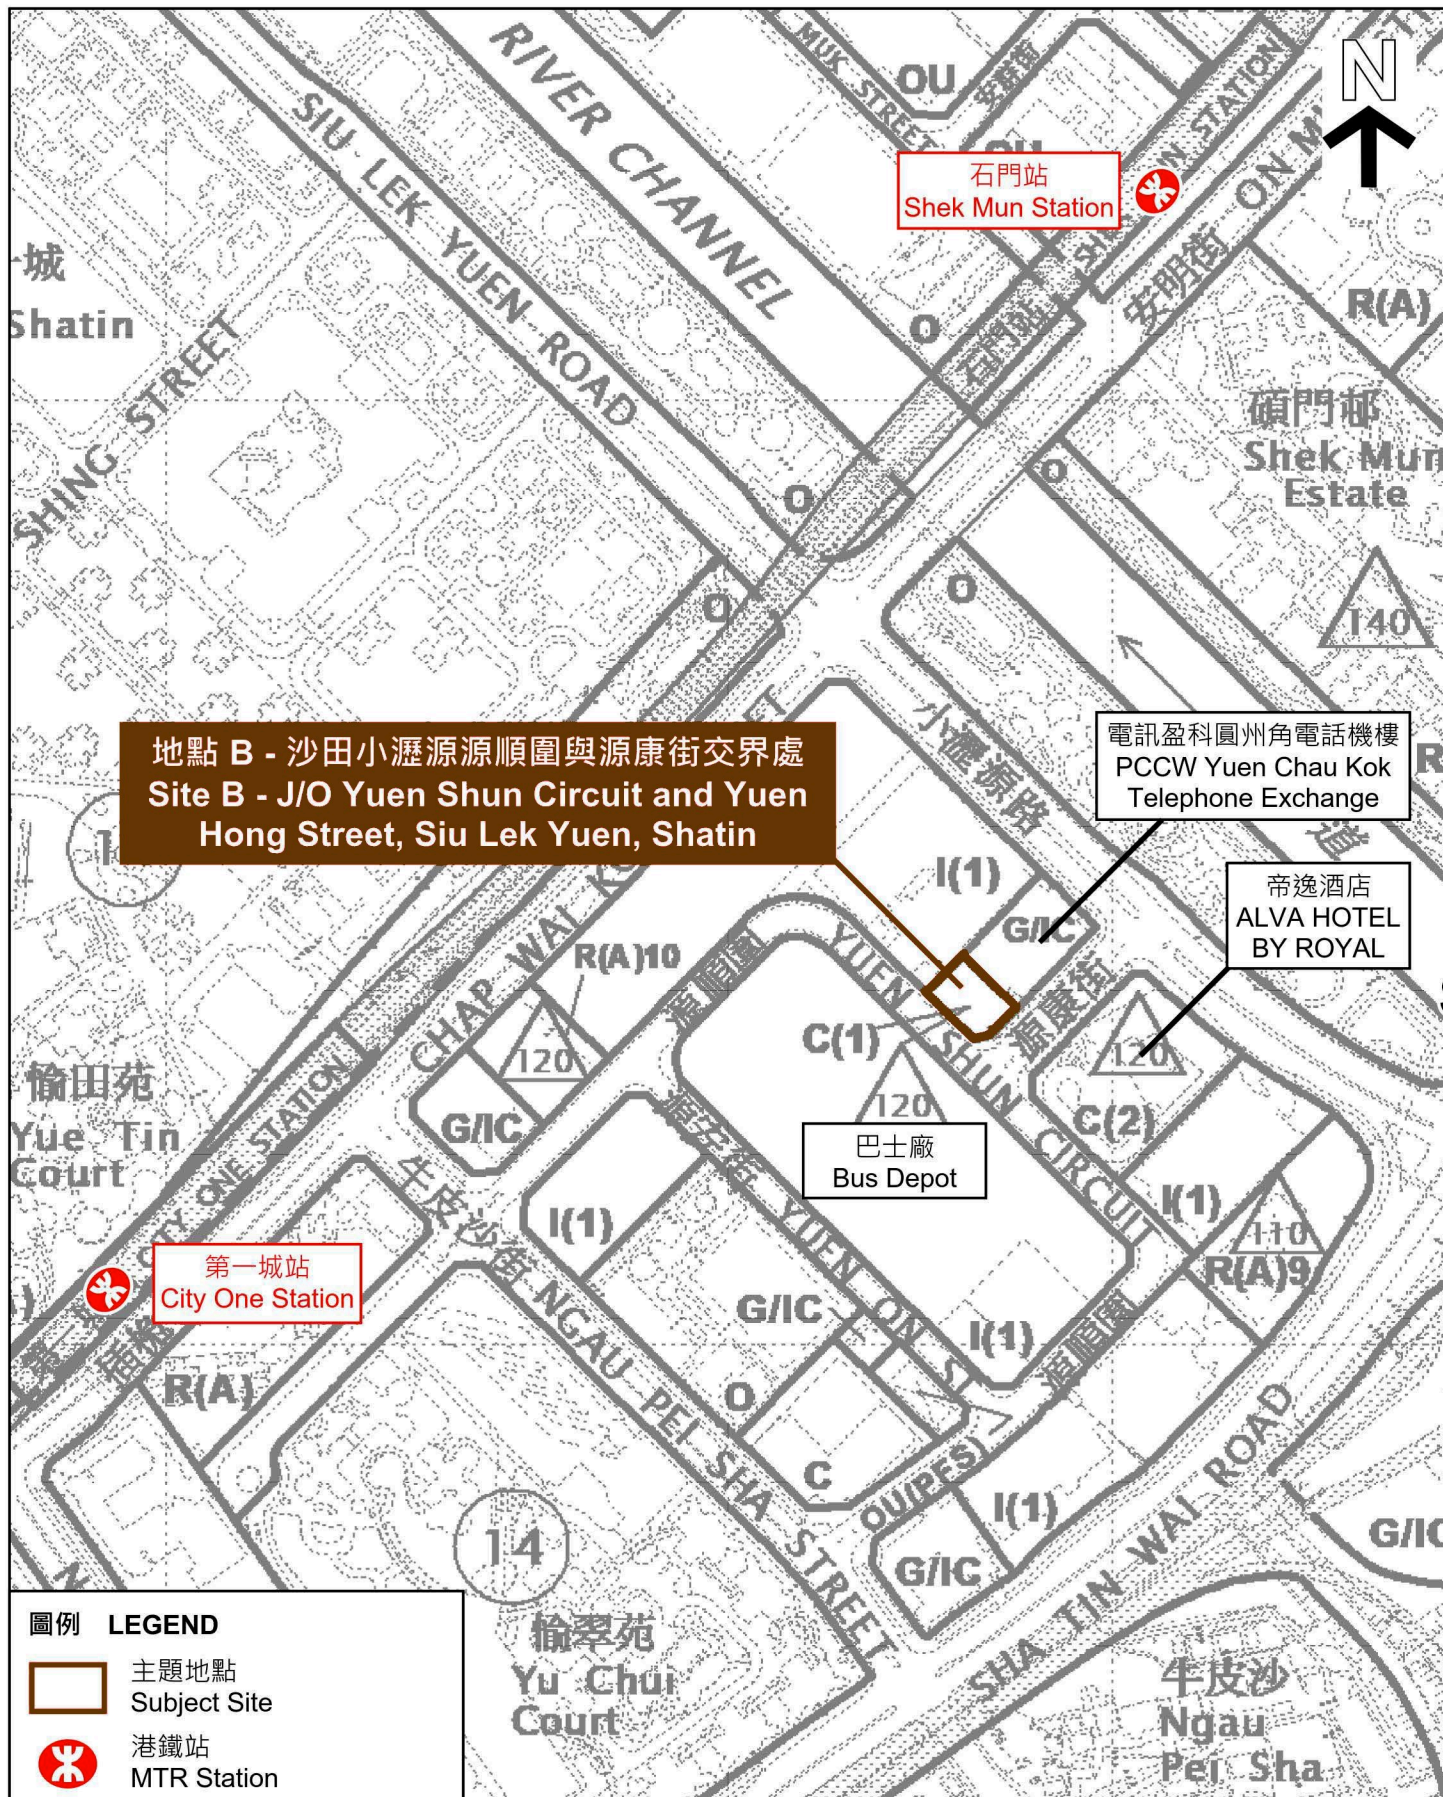 RIVER CHANNEL
SIU LEK YUEN ROAD
MUK STREET
OU
安群街
N
石門站
Shek Mun Station
安明街
石門站
R(A)
城
Shatin
SHING STREET
O
碩門邨
Shek Mun
Estate
O
O
O
O
140
小瀝源路
地點 B - 沙田小瀝源源順圍與源康街交界處
Site B - J/O Yuen Shun Circuit and Yuen
Hong Street, Siu Lek Yuen, Shatin
電訊盈科圓州角電話機樓
PCCW Yuen Chau Kok
Telephone Exchange
道
I(1)
G/IC
帝逸酒店
ALVA HOTEL
BY ROYAL
CHAP WAI
R(A)10
源順圍
YUEN SHUN CIRCUIT
源康街
C(1)
120
120
120
C(2)
G/IC
愉田苑
Yue Tin
Court
CITY ONE STATION
巴士廠
Bus Depot
源安街
YUEN ON S
牛皮沙街
NGAU PEI SHA STREET
I(1)
I(1)
110
R(A)9
第一城站
City One Station
G/IC
I(1)
源順圍
R(A)
O
C
OU(PFS)
I(1)
G/IC
G/IC
SHA TIN WAI ROAD
14
愉翠苑
Yu Chui
Court
牛皮沙
Ngau
Pei Sha
圖例 LEGEND
主題地點
Subject Site
港鐵站
MTR Station